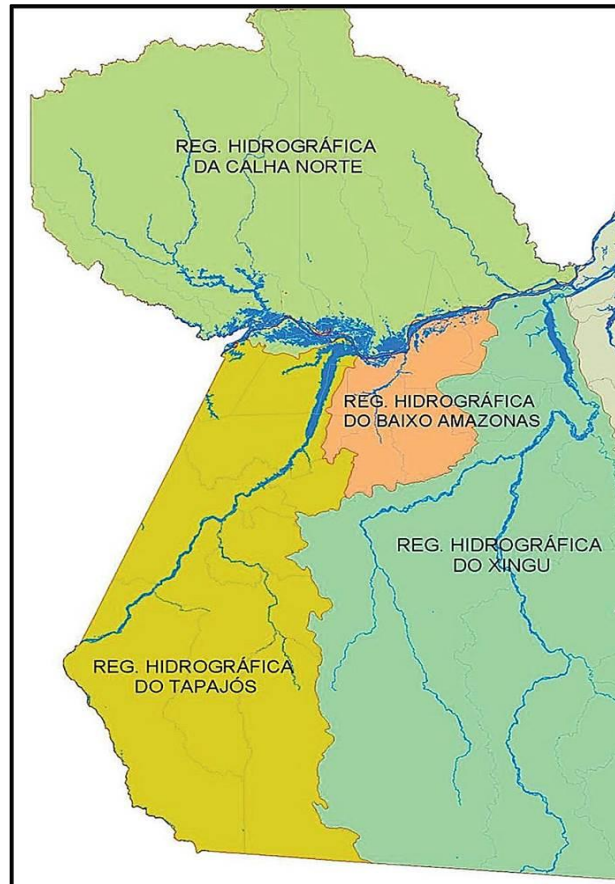 REG. HIDROGRÁFICA
DA CALHA NORTE
REG. HIDROGRÁFICA
DO BAIXO AMAZONAS
REG. HIDROGRÁFICA
DO XINGU
REG. HIDROGRÁFICA
DO TAPAJÓS